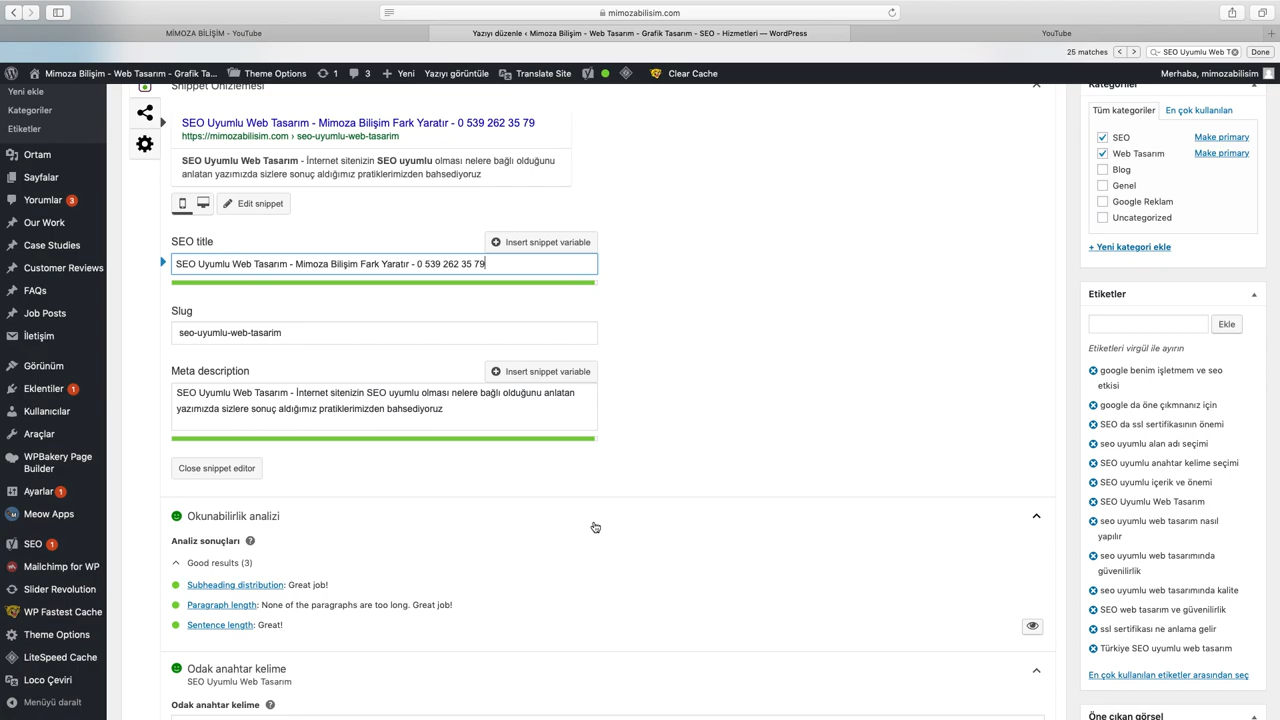 mimozabilisim.com
MİMOZA BİLİŞİM - YouTube
Yazıyı düzenle ‹ Mimoza Bilişim - Web Tasarım - Grafik Tasarım - SEO - Hizmetleri — WordPress
YouTube
25 matches
SEO Uyumlu Web T
Done
Mimoza Bilişim - Web Tasarım - Grafik Ta...
Theme Options
1
3
Yeni
Yazıyı görüntüle
Translate Site
Clear Cache
Merhaba, mimozabilisim
Yeni ekle
Kategoriler
Etiketler
Ortam
Sayfalar
Yorumlar 3
Our Work
Case Studies
Customer Reviews
FAQs
Job Posts
İletişim
Görünüm
Eklentiler 1
Kullanıcılar
Araçlar
WPBakery Page
Builder
Ayarlar 1
Meow Apps
SEO 1
Mailchimp for WP
Slider Revolution
WP Fastest Cache
Theme Options
LiteSpeed Cache
Loco Çeviri
Menüyü daralt
Snippet Önizlemesi
SEO Uyumlu Web Tasarım - Mimoza Bilişim Fark Yaratır - 0 539 262 35 79
https://mimozabilisim.com › seo-uyumlu-web-tasarim
SEO Uyumlu Web Tasarım - İnternet sitenizin SEO uyumlu olması nelere bağlı olduğunu
anlatan yazımızda sizlere sonuç aldığımız pratiklerimizden bahsediyoruz
Edit snippet
SEO title
Insert snippet variable
SEO Uyumlu Web Tasarım - Mimoza Bilişim Fark Yaratır - 0 539 262 35 79
Slug
seo-uyumlu-web-tasarim
Meta description
Insert snippet variable
SEO Uyumlu Web Tasarım - İnternet sitenizin SEO uyumlu olması nelere bağlı olduğunu anlatan
yazımızda sizlere sonuç aldığımız pratiklerimizden bahsediyoruz
Close snippet editor
Okunabilirlik analizi
Analiz sonuçları
Good results (3)
Subheading distribution: Great job!
Paragraph length: None of the paragraphs are too long. Great job!
Sentence length: Great!
Odak anahtar kelime
SEO Uyumlu Web Tasarım
Odak anahtar kelime
Kategoriler
Tüm kategoriler
En çok kullanılan
SEO
Make primary
Web Tasarım
Make primary
Blog
Genel
Google Reklam
Uncategorized
+ Yeni kategori ekle
Etiketler
Ekle
Etiketleri virgül ile ayırın
google benim işletmem ve seo
etkisi
google da öne çıkmnanız için
SEO da ssl sertifikasının önemi
seo uyumlu alan adı seçimi
SEO uyumlu anahtar kelime seçimi
SEO uyumlu içerik ve önemi
SEO Uyumlu Web Tasarım
seo uyumlu web tasarım nasıl
yapılır
seo uyumlu web tasarımında
güvenilirlik
seo uyumlu web tasarımında kalite
SEO web tasarım ve güvenilirlik
ssl sertifikası ne anlama gelir
Türkiye SEO uyumlu web tasarım
En çok kullanılan etiketler arasından seç
Öne çıkan görsel